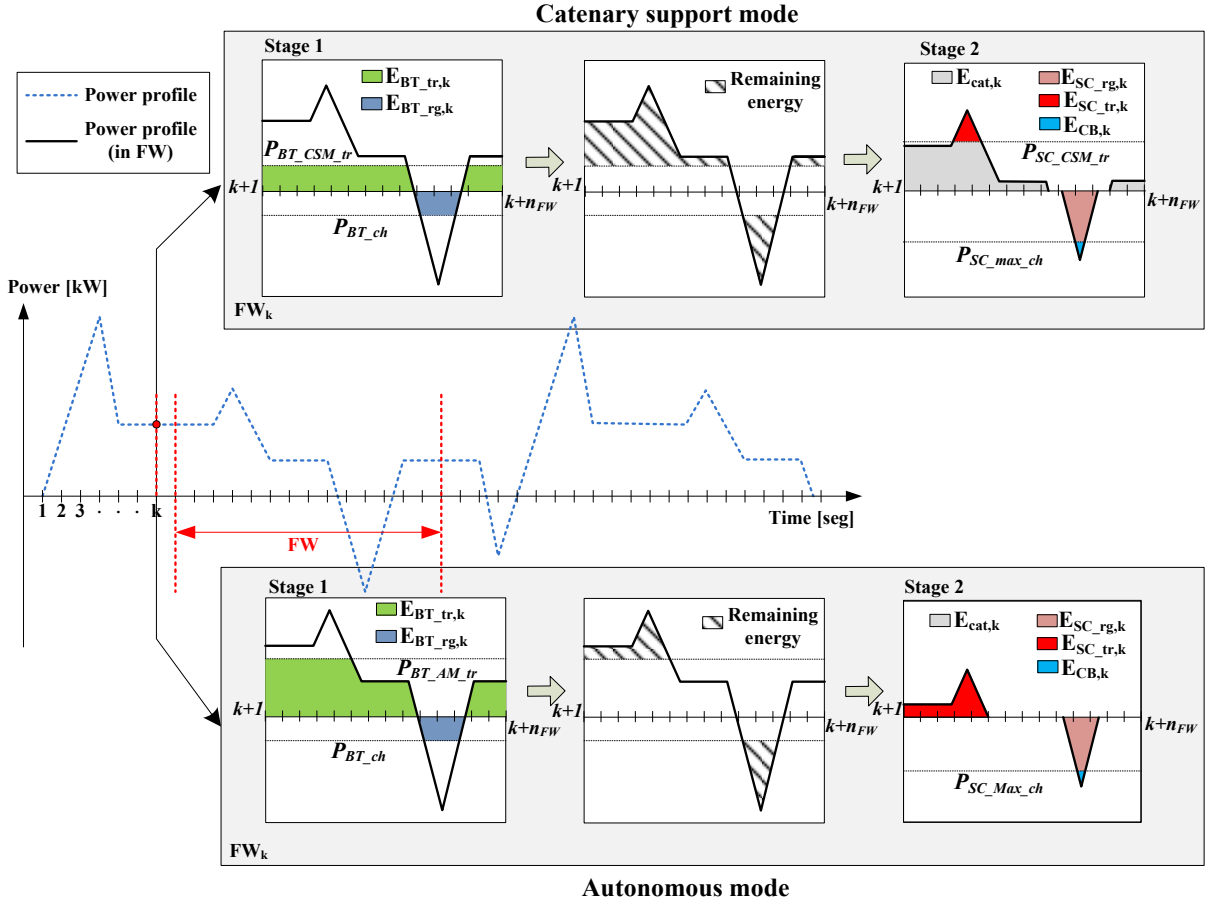 Catenary support mode
Power profile
Power profile
(in FW)
Stage 1
E_BT_tr,k
E_BT_rg,k
P_BT_CSM_tr
k+1
k+n_FW
P_BT_ch
FW_k
Remaining
energy
k+1
k+n_FW
Stage 2
E_cat,k
E_SC_rg,k
E_SC_tr,k
E_CB,k
P_SC_CSM_tr
k+1
k+n_FW
P_SC_max_ch
Power [kW]
1 2 3 · · · k
Time [seg]
FW
Stage 1
E_BT_tr,k
E_BT_rg,k
P_BT_AM_tr
k+1
k+n_FW
P_BT_ch
FW_k
Remaining
energy
k+1
k+n_FW
Stage 2
E_cat,k
E_SC_rg,k
E_SC_tr,k
E_CB,k
k+1
k+n_FW
P_SC_Max_ch
Autonomous mode